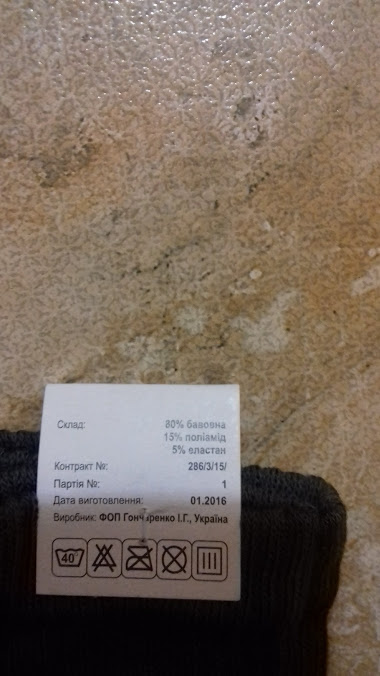 Склад: 80% бавовна
15% поліамід
5% еластан
Контракт №: 286/3/15/
Партія №: 1
Дата виготовлення: 01.2016
Виробник: ФОП Гончаренко І.Г., Україна
40°